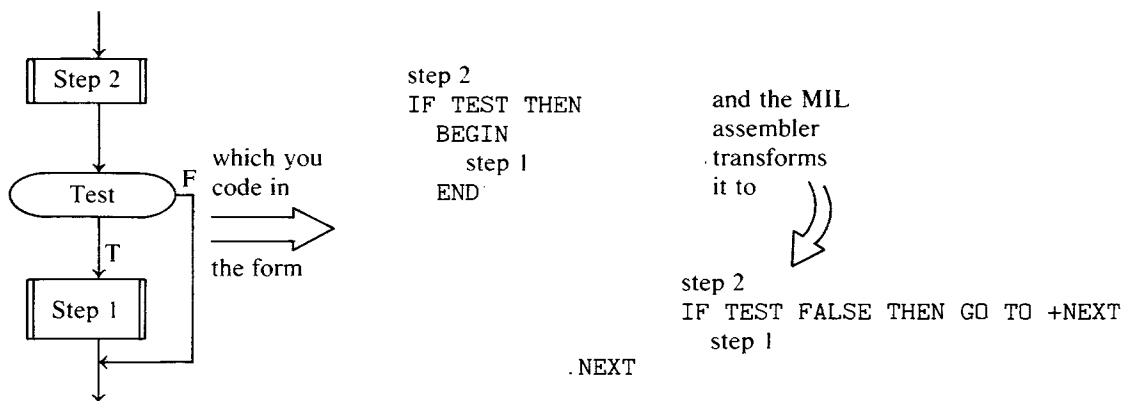 Step 2
Test
F
T
Step 1
which you
code in
the form
step 2
IF TEST THEN
BEGIN
step 1
END
and the MIL
assembler
transforms
it to
step 2
IF TEST FALSE THEN GO TO +NEXT
step 1
.NEXT